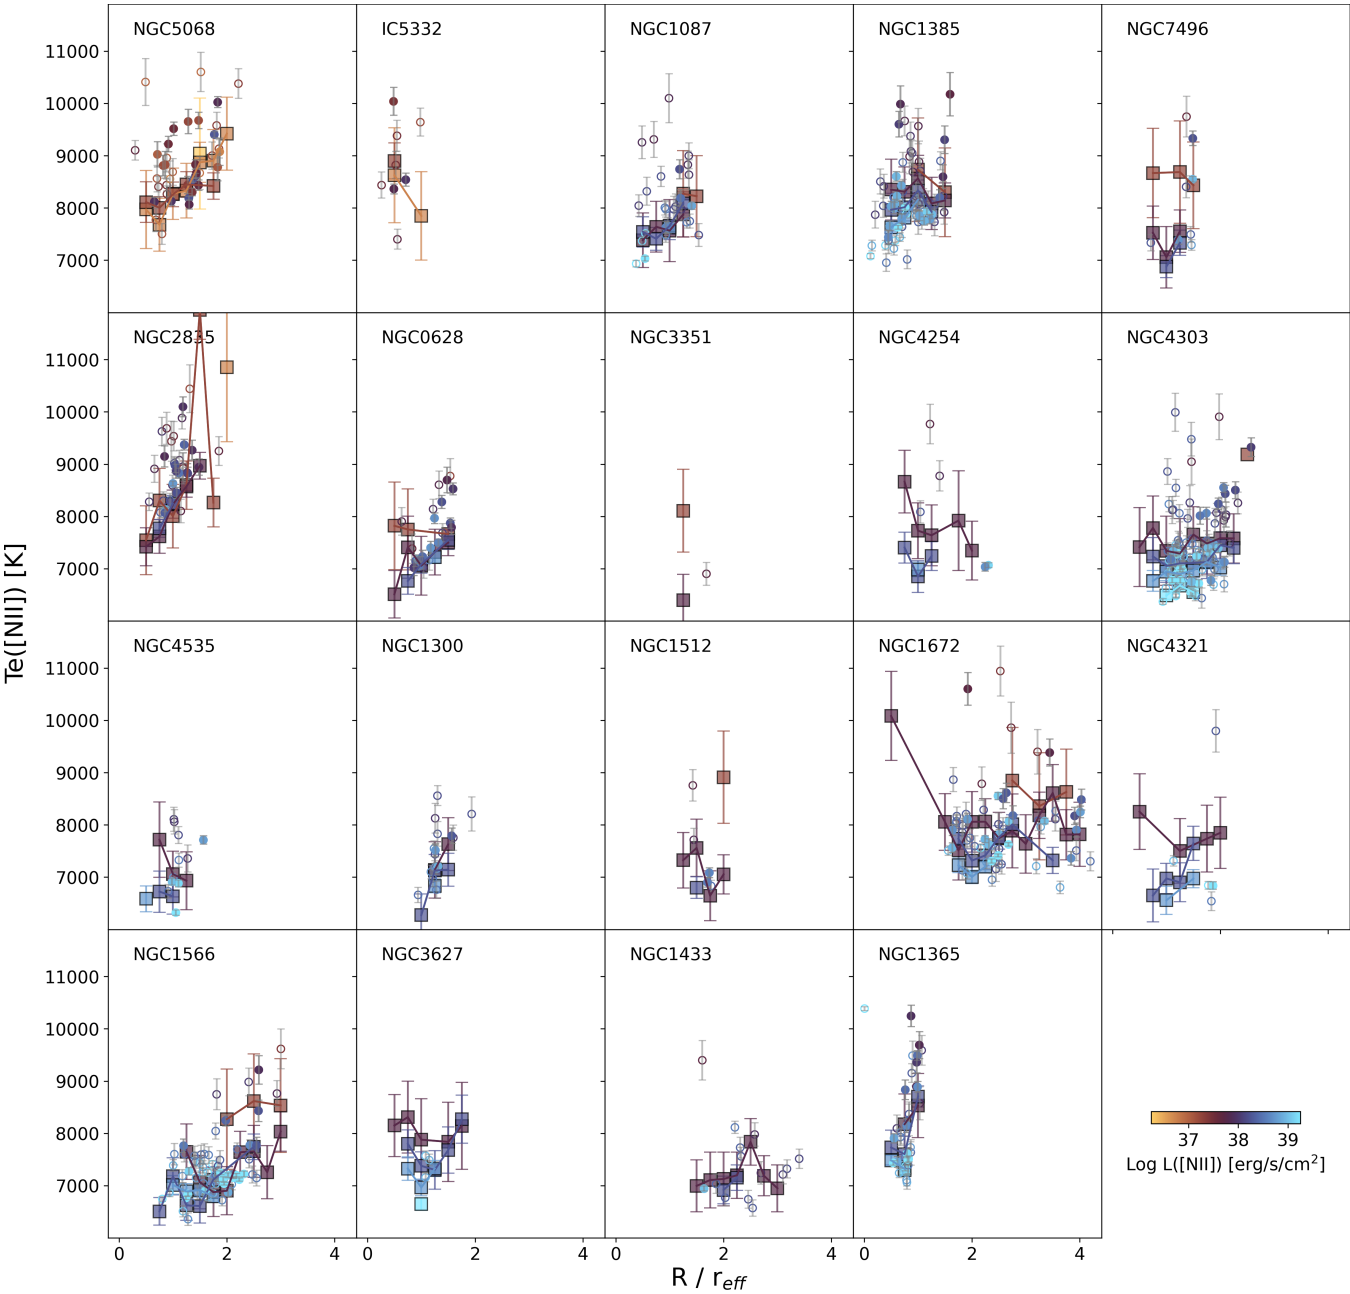 NGC5068 IC5332 NGC1087 NGC1385 NGC7496
11000
10000
9000
8000
7000
NGC2835 NGC0628 NGC3351 NGC4254 NGC4303
11000
10000
9000
8000
7000
Te([NII]) [K]
NGC4535 NGC1300 NGC1512 NGC1672 NGC4321
11000
10000
9000
8000
7000
NGC1566 NGC3627 NGC1433 NGC1365
11000
10000
9000
8000
7000
37 38 39
Log L([NII]) [erg/s/cm²]
0 2 4 0 2 4 0 2 4 0 2 4
R / r_eff